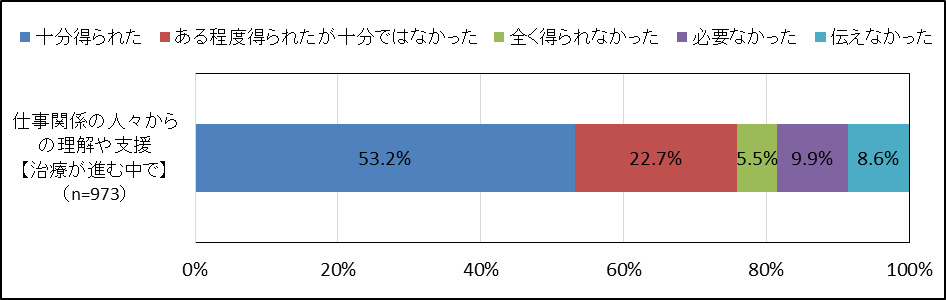 十分得られた ある程度得られたが十分ではなかった 全く得られなかった 必要なかった 伝えなかった
仕事関係の人々から
の理解や支援
【治療が進む中で】
（n=973）
53.2% 22.7% 5.5% 9.9% 8.6%
0% 20% 40% 60% 80% 100%